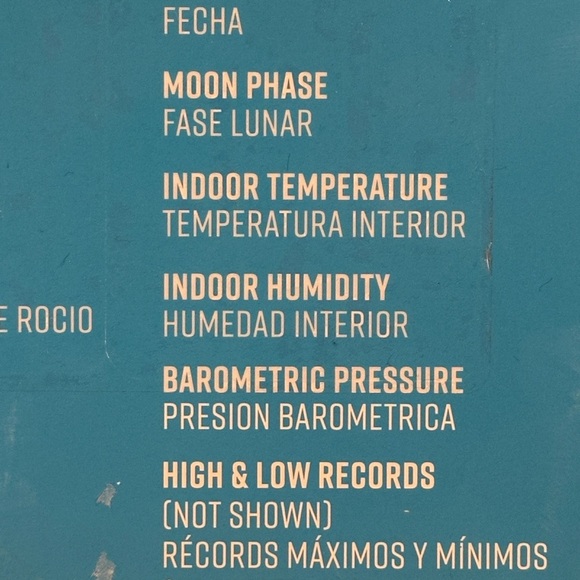 FECHA
MOON PHASE
FASE LUNAR
INDOOR TEMPERATURE
TEMPERATURA INTERIOR
INDOOR HUMIDITY
E ROCIO
HUMEDAD INTERIOR
BAROMETRIC PRESSURE
PRESION BAROMETRICA
HIGH & LOW RECORDS
(NOT SHOWN)
RÉCORDS MÁXIMOS Y MÍNIMOS